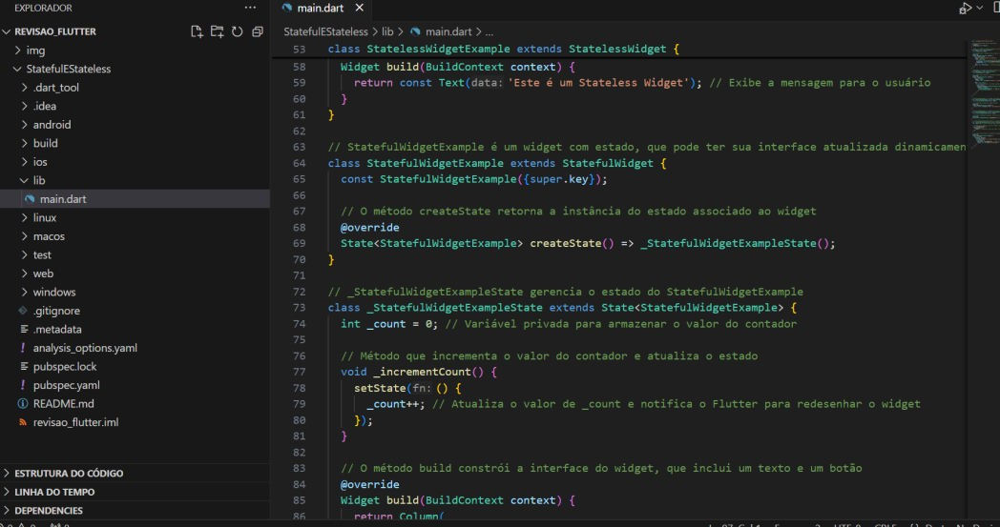 EXPLORADOR
...
REVISAO_FLUTTER
img
StatefulEStateless
.dart_tool
.idea
android
build
ios
lib
main.dart
linux
macos
test
web
windows
.gitignore
.metadata
! analysis_options.yaml
pubspec.lock
! pubspec.yaml
README.md
revisao_flutter.iml
ESTRUTURA DO CÓDIGO
LINHA DO TEMPO
DEPENDENCIES
main.dart
StatefulEStateless > lib > main.dart > ...
53 class StatelessWidgetExample extends StatelessWidget {
58 Widget build(BuildContext context) {
59 return const Text(data: 'Este é um Stateless Widget'); // Exibe a mensagem para o usuário
60 }
61 }
62
63 // StatefulWidgetExample é um widget com estado, que pode ter sua interface atualizada dinamicamen
64 class StatefulWidgetExample extends StatefulWidget {
65 const StatefulWidgetExample({super.key});
66
67 // O método createState retorna a instância do estado associado ao widget
68 @override
69 State<StatefulWidgetExample> createState() => _StatefulWidgetExampleState();
70 }
71
72 // _StatefulWidgetExampleState gerencia o estado do StatefulWidgetExample
73 class _StatefulWidgetExampleState extends State<StatefulWidgetExample> {
74 int _count = 0; // Variável privada para armazenar o valor do contador
75
76 // Método que incrementa o valor do contador e atualiza o estado
77 void _incrementCount() {
78 setState(fn: () {
79 _count++; // Atualiza o valor de _count e notifica o Flutter para redesenhar o widget
80 });
81 }
82
83 // O método build constrói a interface do widget, que inclui um texto e um botão
84 @override
85 Widget build(BuildContext context) {
86 return Column(